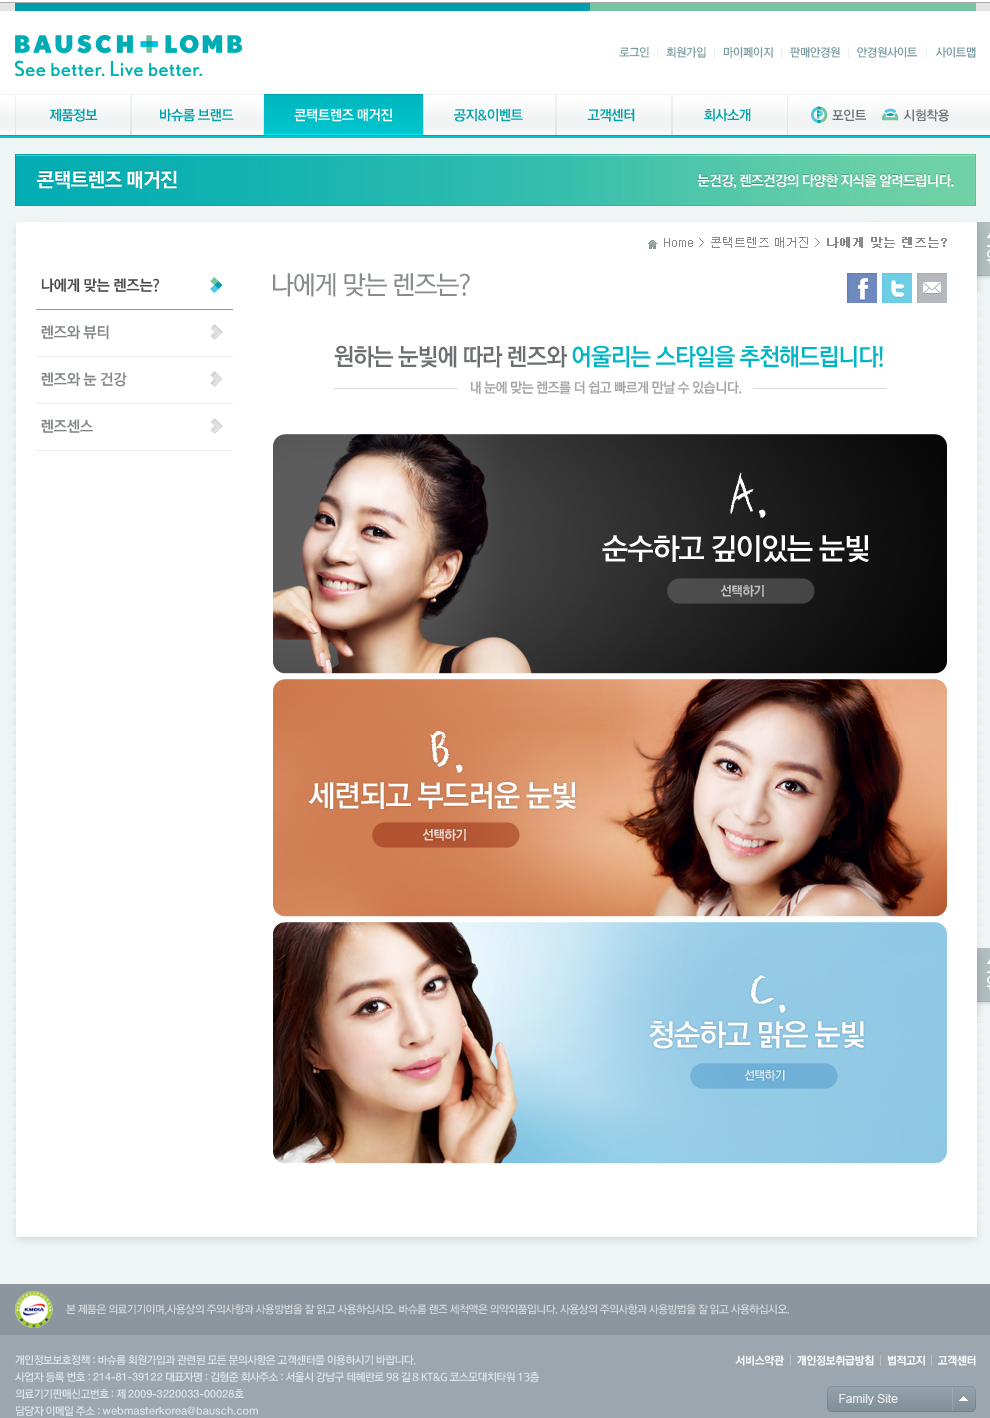 BAUSCH+LOMB
See better. Live better.
로그인 회원가입 마이페이지 판매안경원 안경원사이트 사이트맵
제품정보 바슈롬 브랜드 콘택트렌즈 매거진 공지&이벤트 고객센터 회사소개 포인트 시험착용
콘택트렌즈 매거진
눈건강, 렌즈건강의 다양한 지식을 알려드립니다.
Home > 콘택트렌즈 매거진 > 나에게 맞는 렌즈는?
나에게 맞는 렌즈는?
렌즈와 뷰티
렌즈와 눈 건강
렌즈센스
나에게 맞는 렌즈는?
원하는 눈빛에 따라 렌즈와 어울리는 스타일을 추천해드립니다!
내 눈에 맞는 렌즈를 더 쉽고 빠르게 만날 수 있습니다.
A.
순수하고 깊이있는 눈빛
선택하기
B.
세련되고 부드러운 눈빛
선택하기
C.
청순하고 맑은 눈빛
선택하기
KMDIA
본 제품은 의료기기이며,사용상의 주의사항과 사용방법을 잘 읽고 사용하십시오. 바슈롬 렌즈 세척액은 의약외품입니다. 사용상의 주의사항과 사용방법을 잘 읽고 사용하십시오.
개인정보보호정책 : 바슈롬 회원가입과 관련된 모든 문의사항은 고객센터를 이용하시기 바랍니다.
서비스약관 개인정보취급방침 법적고지 고객센터
사업자 등록 번호 : 214-81-39122 대표자명 : 김형준 회사주소 : 서울시 강남구 테헤란로 98 길 8 KT&G 코스모대치타워 13층
의료기기판매신고번호 : 제 2009-3220033-00028호
담당자 이메일 주소 : webmasterkorea@bausch.com
Family Site